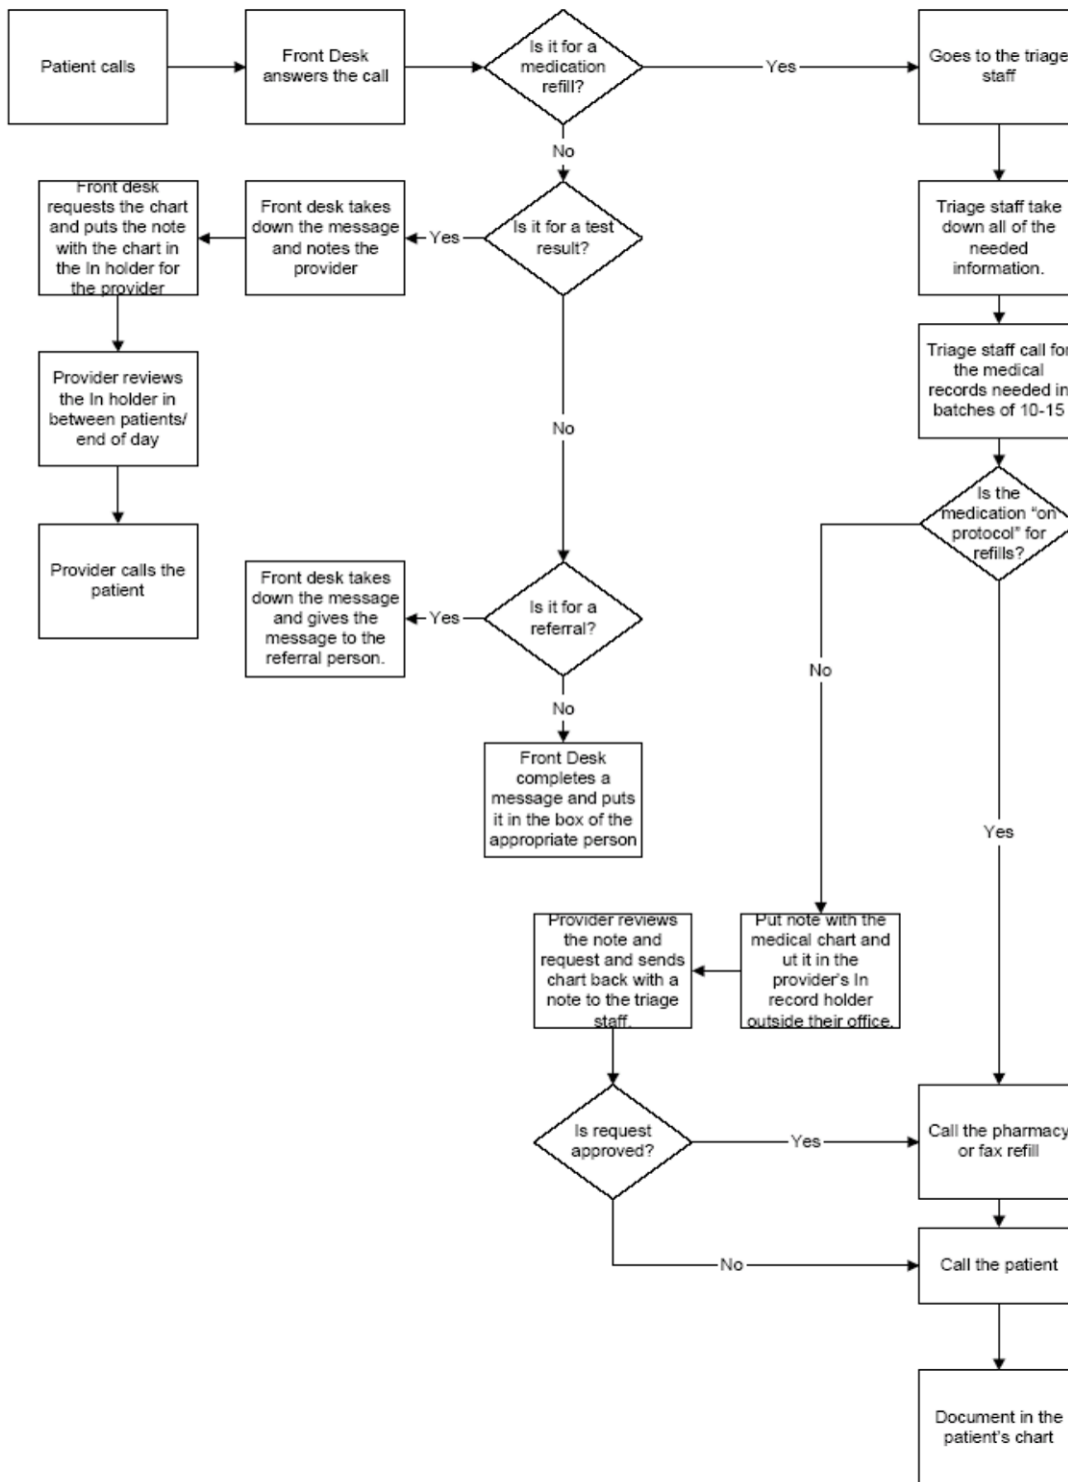 Patient calls
Front Desk
answers the call
Is it for a
medication
refill?
Yes
Goes to the triage
staff
No
Front desk
requests the chart
and puts the note
with the chart in
the In holder for
the provider
Front desk takes
down the message
and notes the
provider
Yes
Is it for a test
result?
Triage staff take
down all of the
needed
information.
Provider reviews
the In holder in
between patients/
end of day
No
Triage staff call for
the medical
records needed in
batches of 10-15
Provider calls the
patient
Is the
medication “on
protocol” for
refills?
Front desk takes
down the message
and gives the
message to the
referral person.
Yes
Is it for a
referral?
No
No
Front Desk
completes a
message and puts
it in the box of the
appropriate person
Yes
Provider reviews
the note and
request and sends
chart back with a
note to the triage
staff.
Put note with the
medical chart and
ut it in the
provider’s In
record holder
outside their office.
Is request
approved?
Yes
Call the pharmacy
or fax refill
No
Call the patient
Document in the
patient’s chart